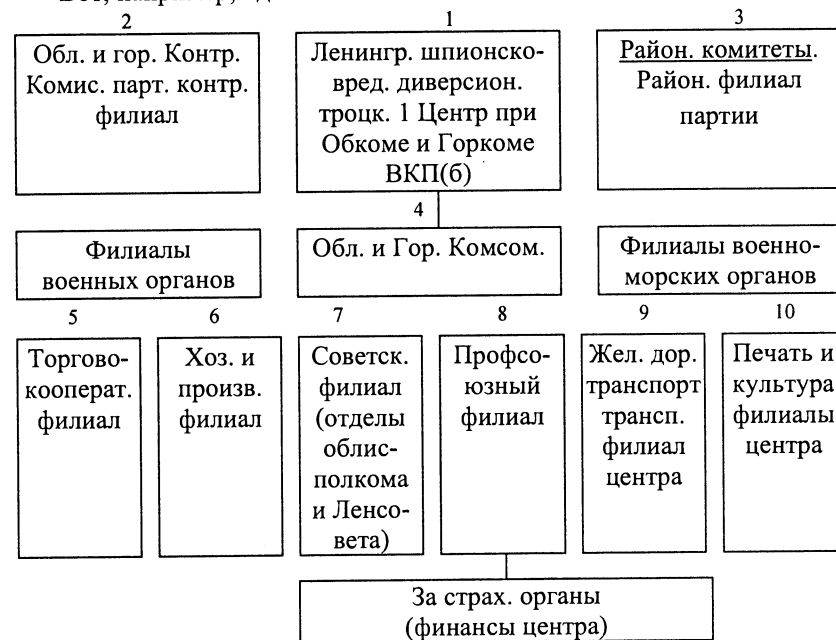 2
1
3
Обл. и гор. Контр.
Комис. парт. контр.
филиал
Ленингр. шпионско-
вред. диверсион.
троцк. 1 Центр при
Обкоме и Горкоме
ВКП(б)
Район. комитеты.
Район. филиал
партии
4
Филиалы
военных органов
Обл. и Гор. Комсом.
Филиалы военно-
морских органов
5
6
7
8
9
10
Торгово-
кооперат.
филиал
Хоз. и
произв.
филиал
Советск.
филиал
(отделы
облис-
полкома
и Ленсо-
вета)
Профсо-
юзный
филиал
Жел. дор.
транспорт
трансп.
филиал
центра
Печать и
культура
филиалы
центра
За страх. органы
(финансы центра)